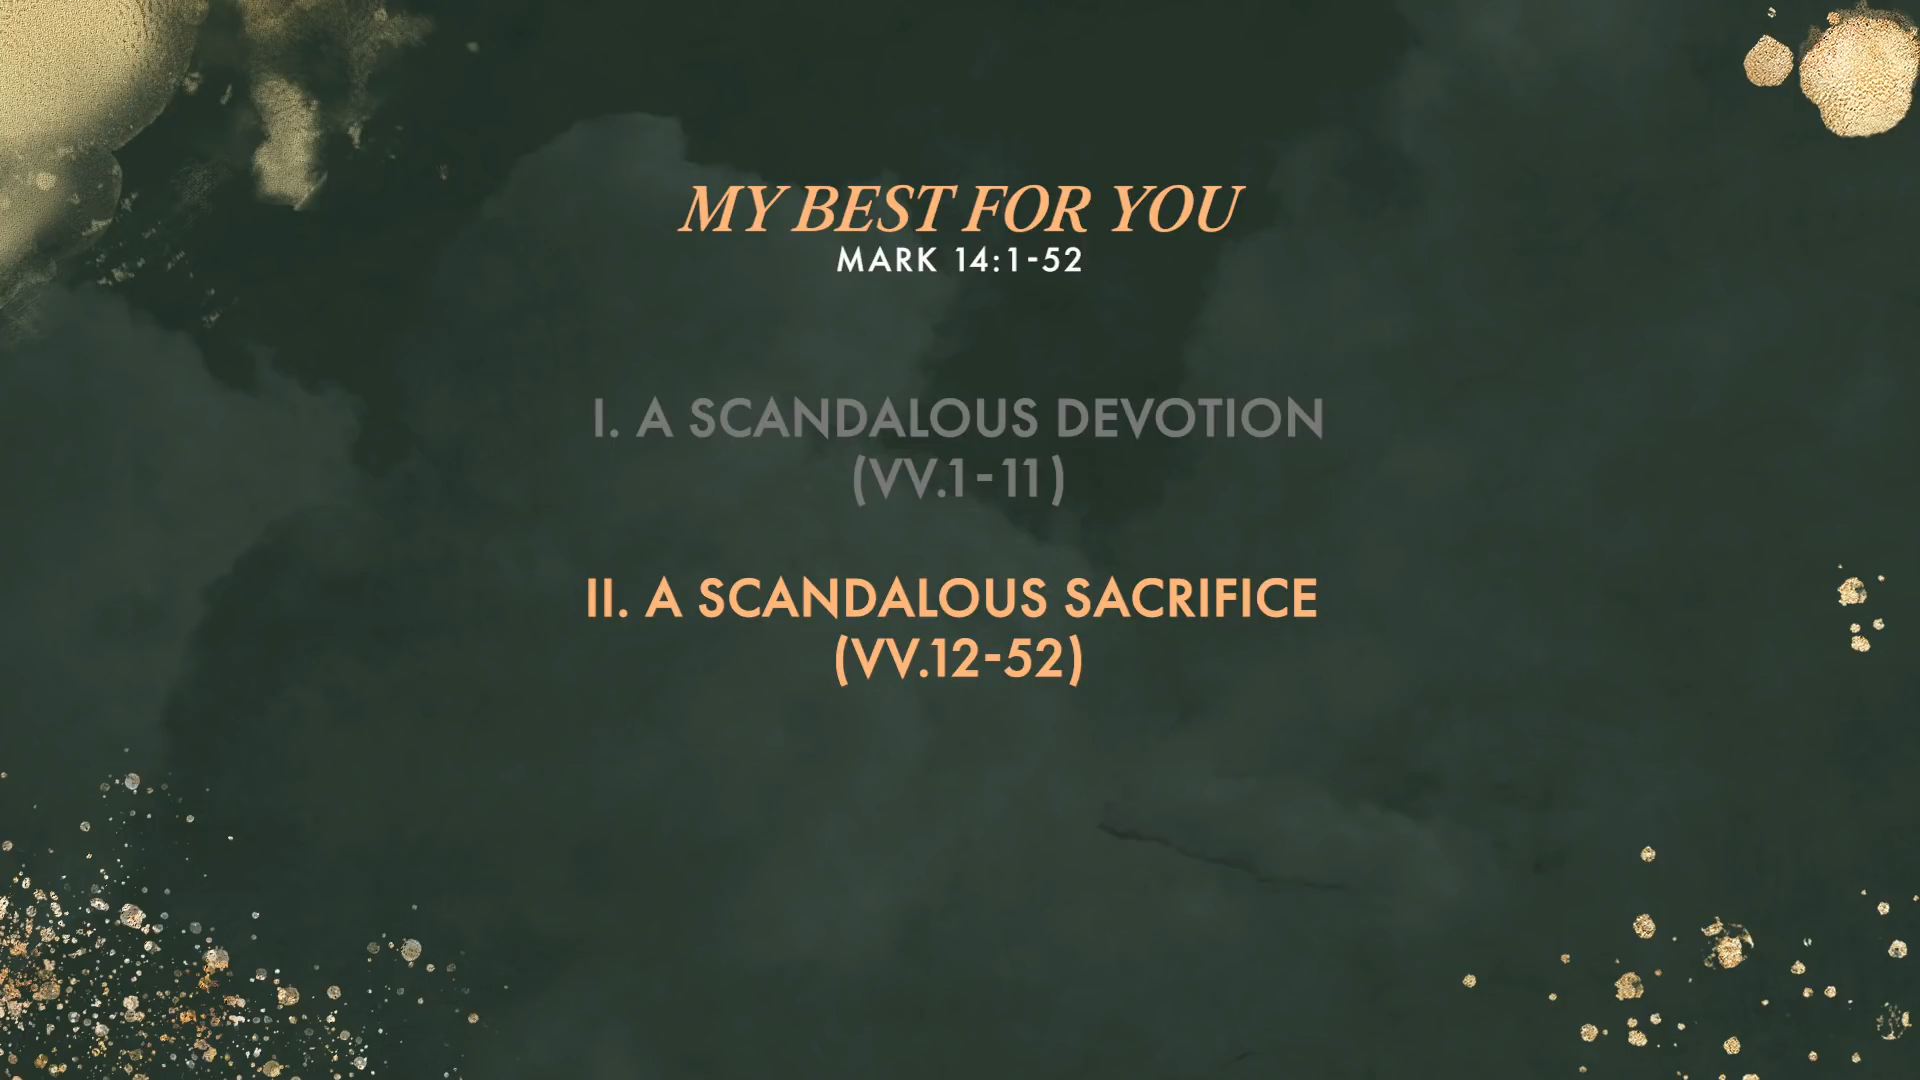 MY BEST FOR YOU
MARK 14:1-52
I. A SCANDALOUS DEVOTION
(VV.1-11)
II. A SCANDALOUS SACRIFICE
(VV.12-52)